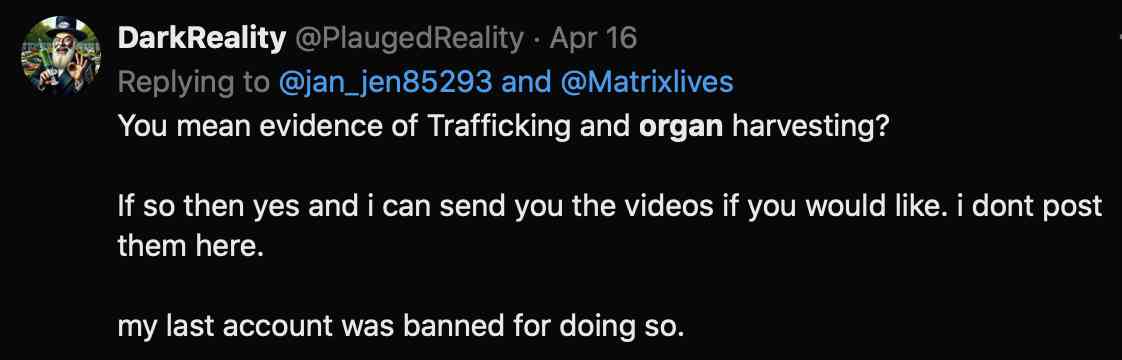 DarkReality @PlaugedReality · Apr 16
Replying to @jan_jen85293 and @Matrixlives
You mean evidence of Trafficking and organ harvesting?
If so then yes and i can send you the videos if you would like. i dont post
them here.
my last account was banned for doing so.